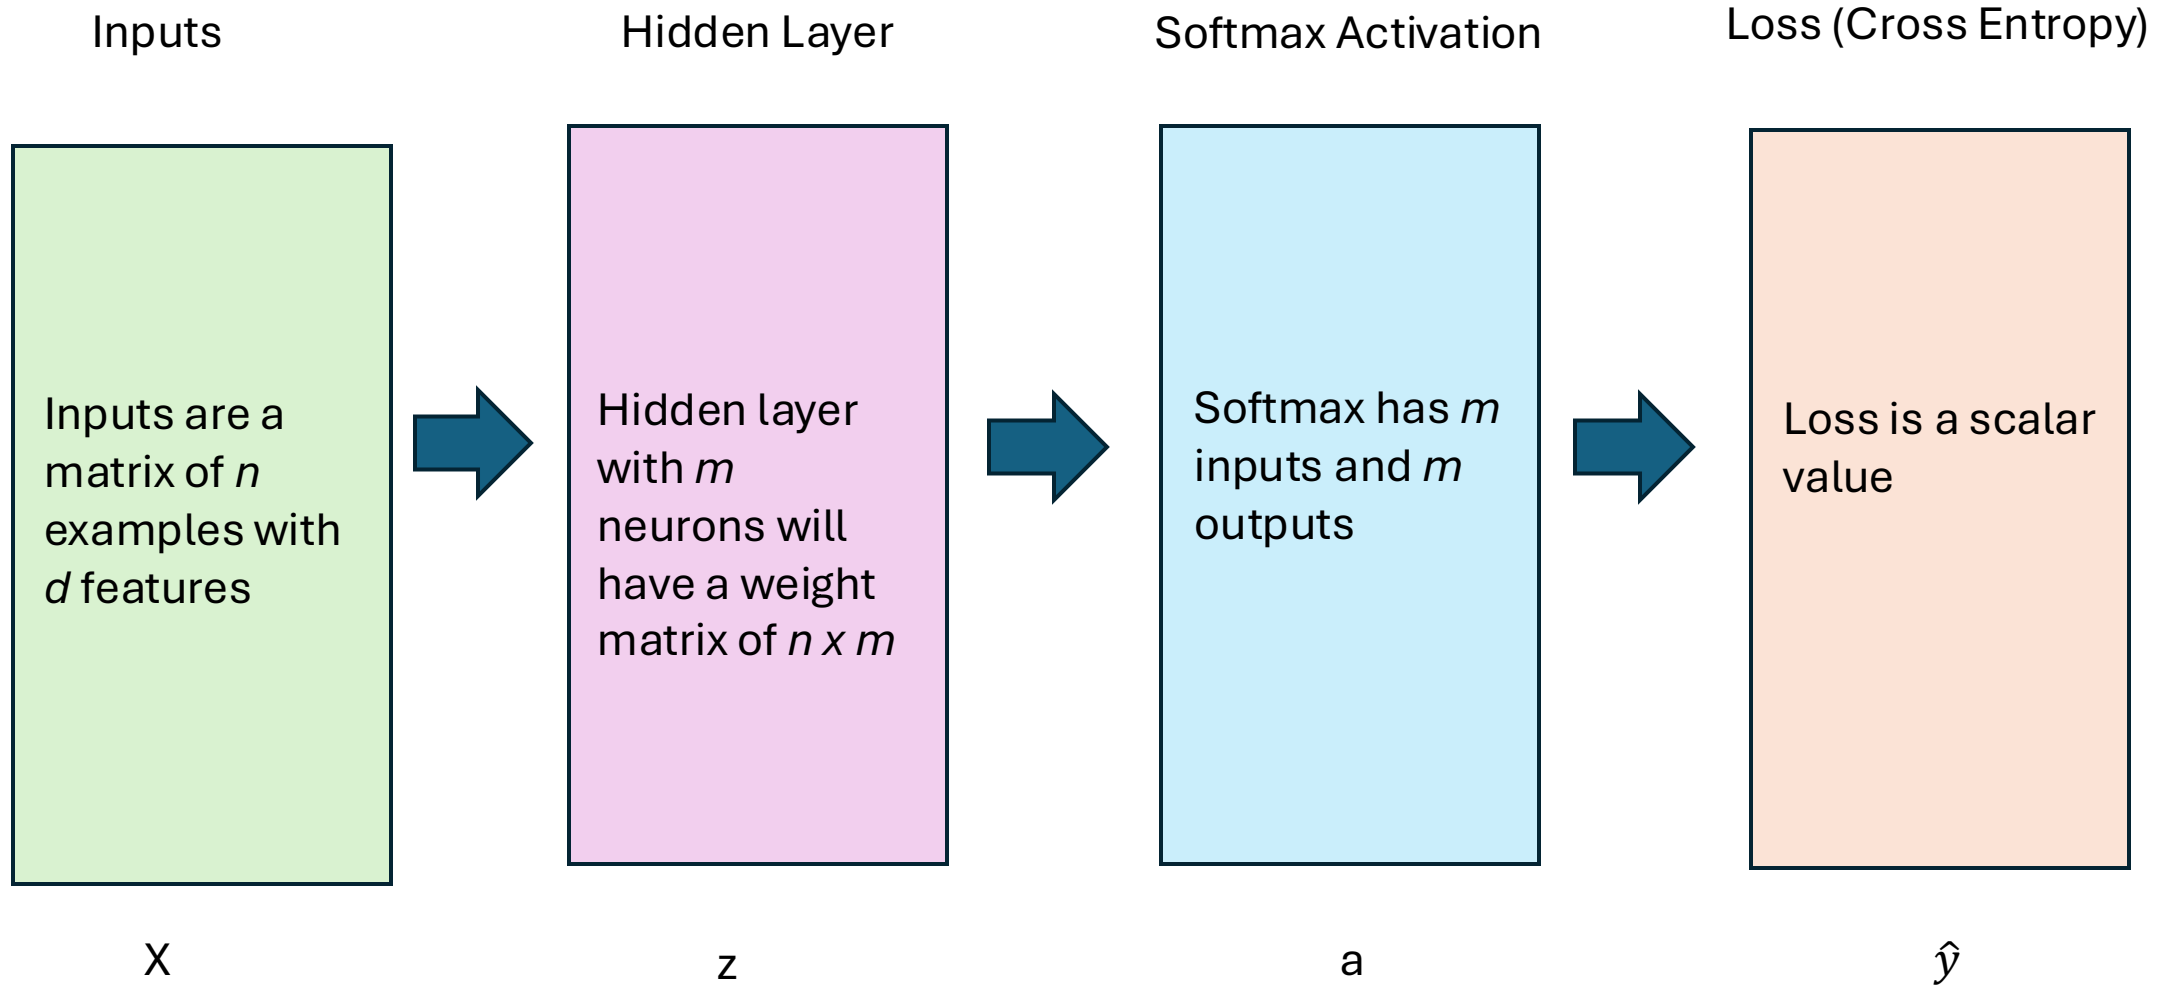 Inputs
Hidden Layer
Softmax Activation
Loss (Cross Entropy)
Inputs are a
matrix of n
examples with
d features
Hidden layer
with m
neurons will
have a weight
matrix of n x m
Softmax has m
inputs and m
outputs
Loss is a scalar
value
X
z
a
ŷ